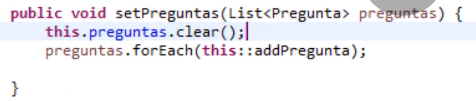 public void setPreguntas(List<Pregunta> preguntas) {
    this.preguntas.clear();
    preguntas.forEach(this::addPregunta);
}